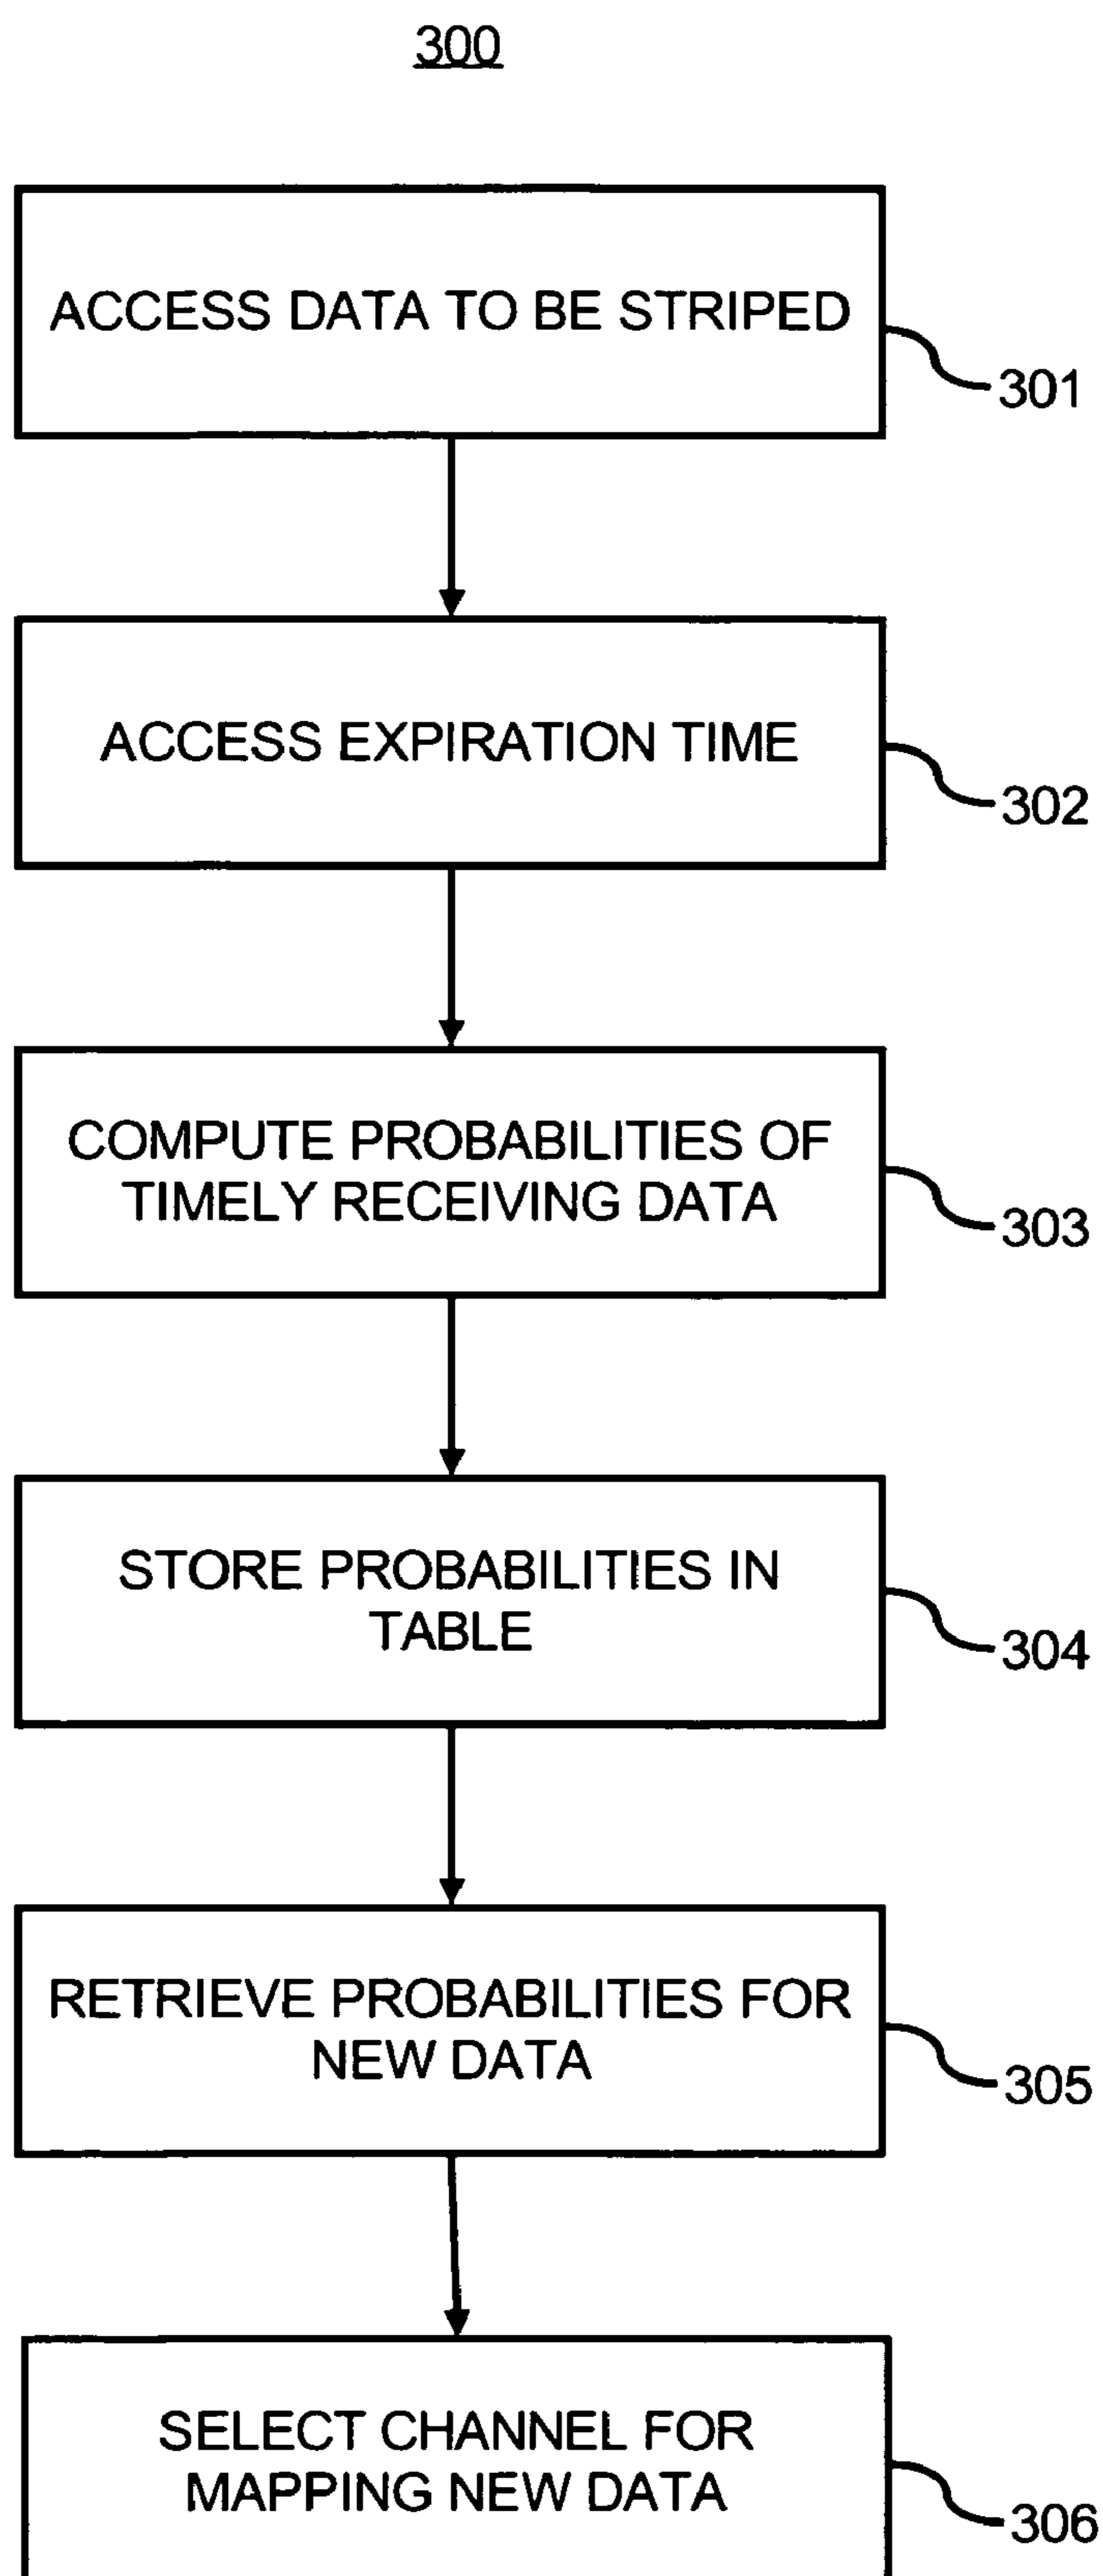 300
ACCESS DATA TO BE STRIPED
301
ACCESS EXPIRATION TIME
302
COMPUTE PROBABILITIES OF
TIMELY RECEIVING DATA
303
STORE PROBABILITIES IN
TABLE
304
RETRIEVE PROBABILITIES FOR
NEW DATA
305
SELECT CHANNEL FOR
MAPPING NEW DATA
306